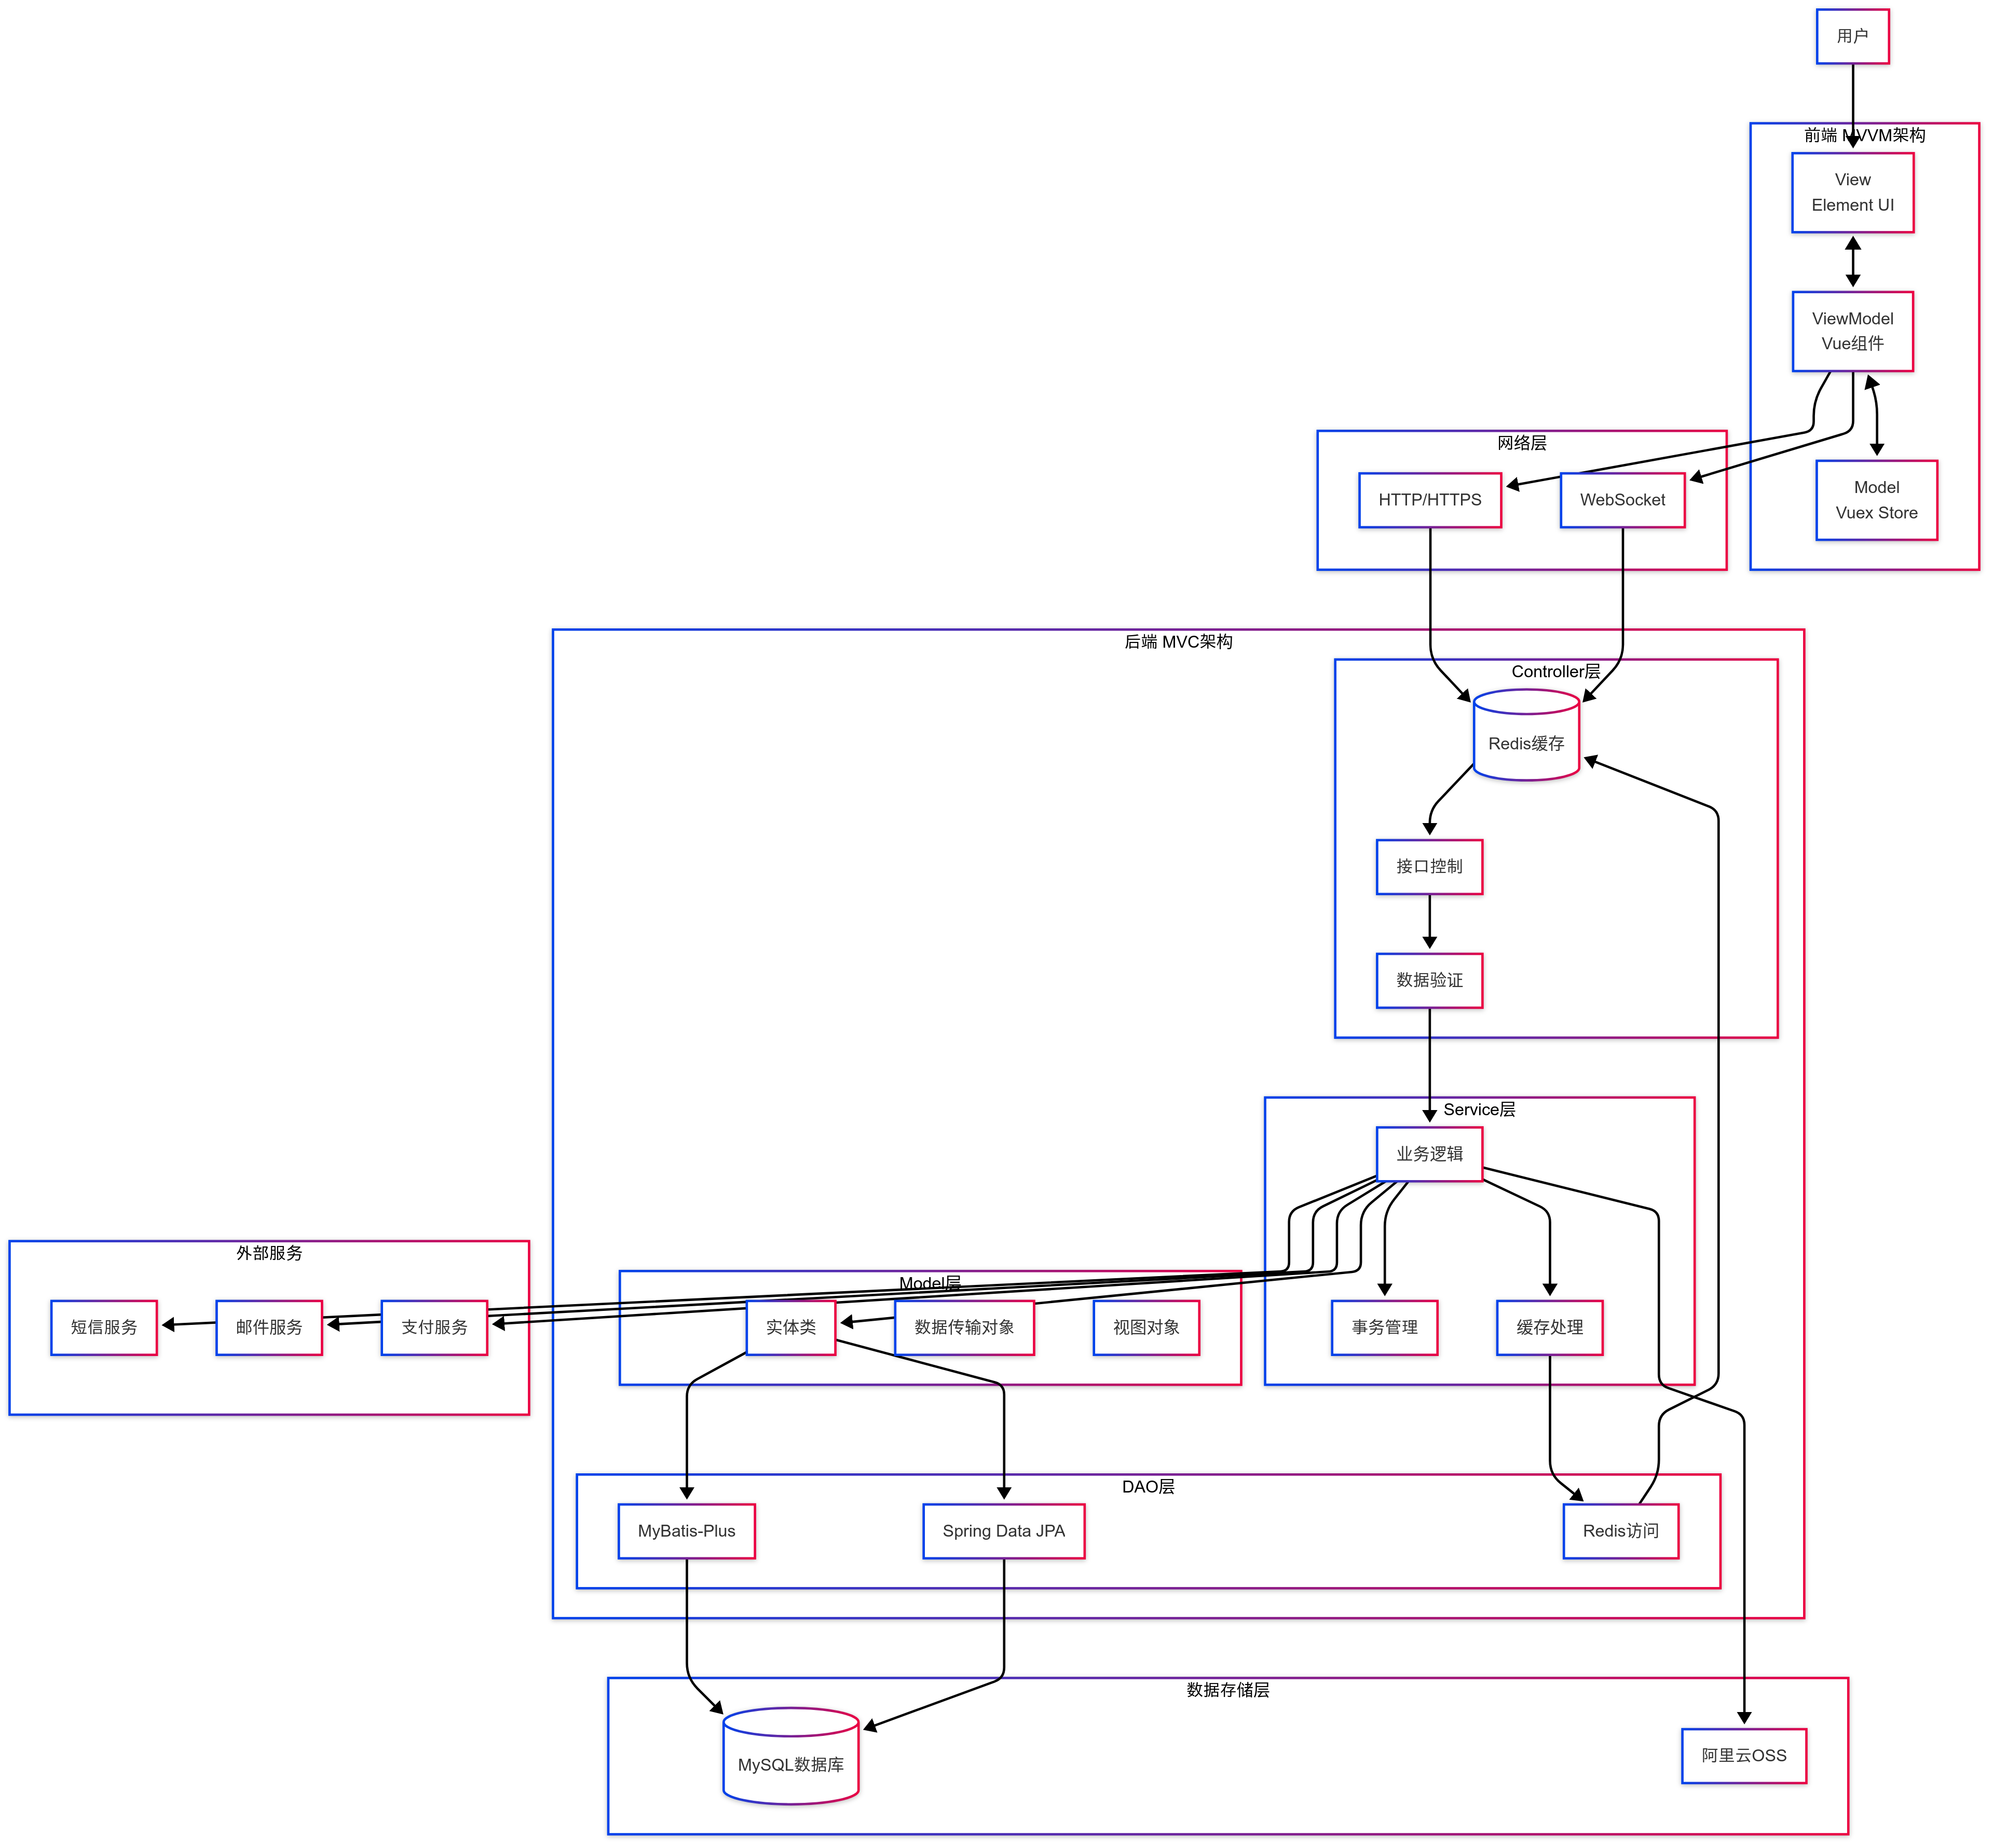 用户
前端 MVVM架构
View
Element UI
ViewModel
Vue组件
网络层
HTTP/HTTPS
WebSocket
Model
Vuex Store
后端 MVC架构
Controller层
Redis缓存
接口控制
数据验证
Service层
业务逻辑
外部服务
短信服务
邮件服务
支付服务
Model层
实体类
数据传输对象
视图对象
事务管理
缓存处理
DAO层
MyBatis-Plus
Spring Data JPA
Redis访问
数据存储层
MySQL数据库
阿里云OSS